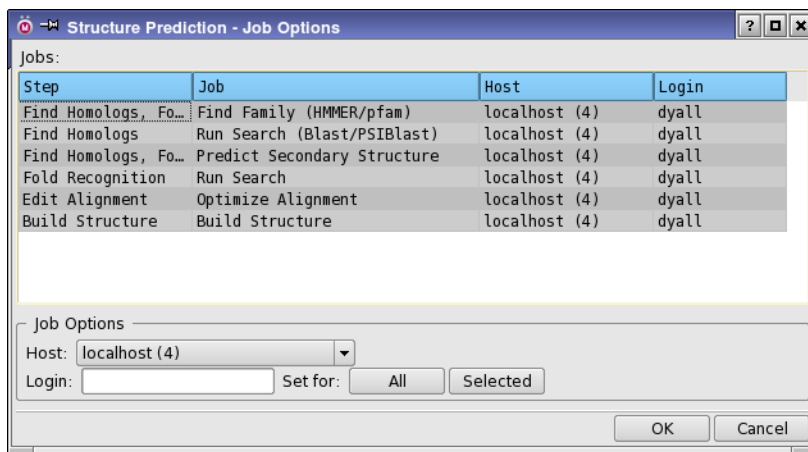 Structure Prediction - Job Options
Jobs:
Step Job Host Login
Find Homologs, Fo… Find Family (HMMER/pfam) localhost (4) dyall
Find Homologs Run Search (Blast/PSIBlast) localhost (4) dyall
Find Homologs, Fo… Predict Secondary Structure localhost (4) dyall
Fold Recognition Run Search localhost (4) dyall
Edit Alignment Optimize Alignment localhost (4) dyall
Build Structure Build Structure localhost (4) dyall
Job Options
Host: localhost (4)
Login: Set for: All Selected
OK Cancel